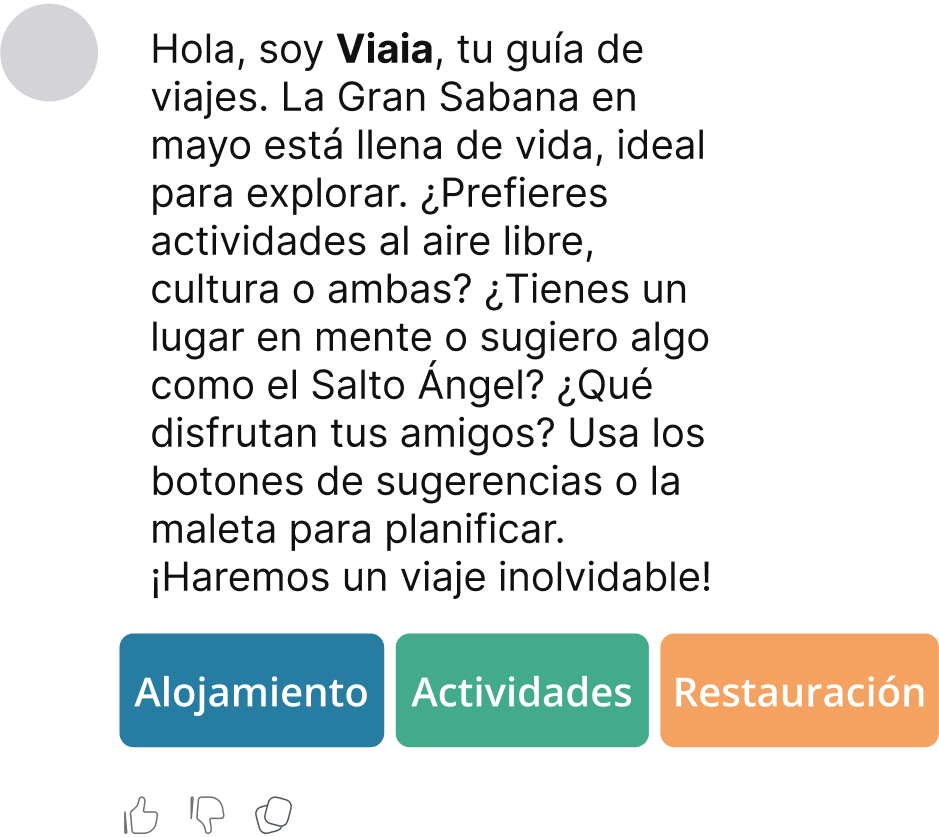 Hola, soy Viaia, tu guía de
viajes. La Gran Sabana en
mayo está llena de vida, ideal
para explorar. ¿Prefieres
actividades al aire libre,
cultura o ambas? ¿Tienes un
lugar en mente o sugiero algo
como el Salto Ángel? ¿Qué
disfrutan tus amigos? Usa los
botones de sugerencias o la
maleta para planificar.
¡Haremos un viaje inolvidable!
Alojamiento
Actividades
Restauración